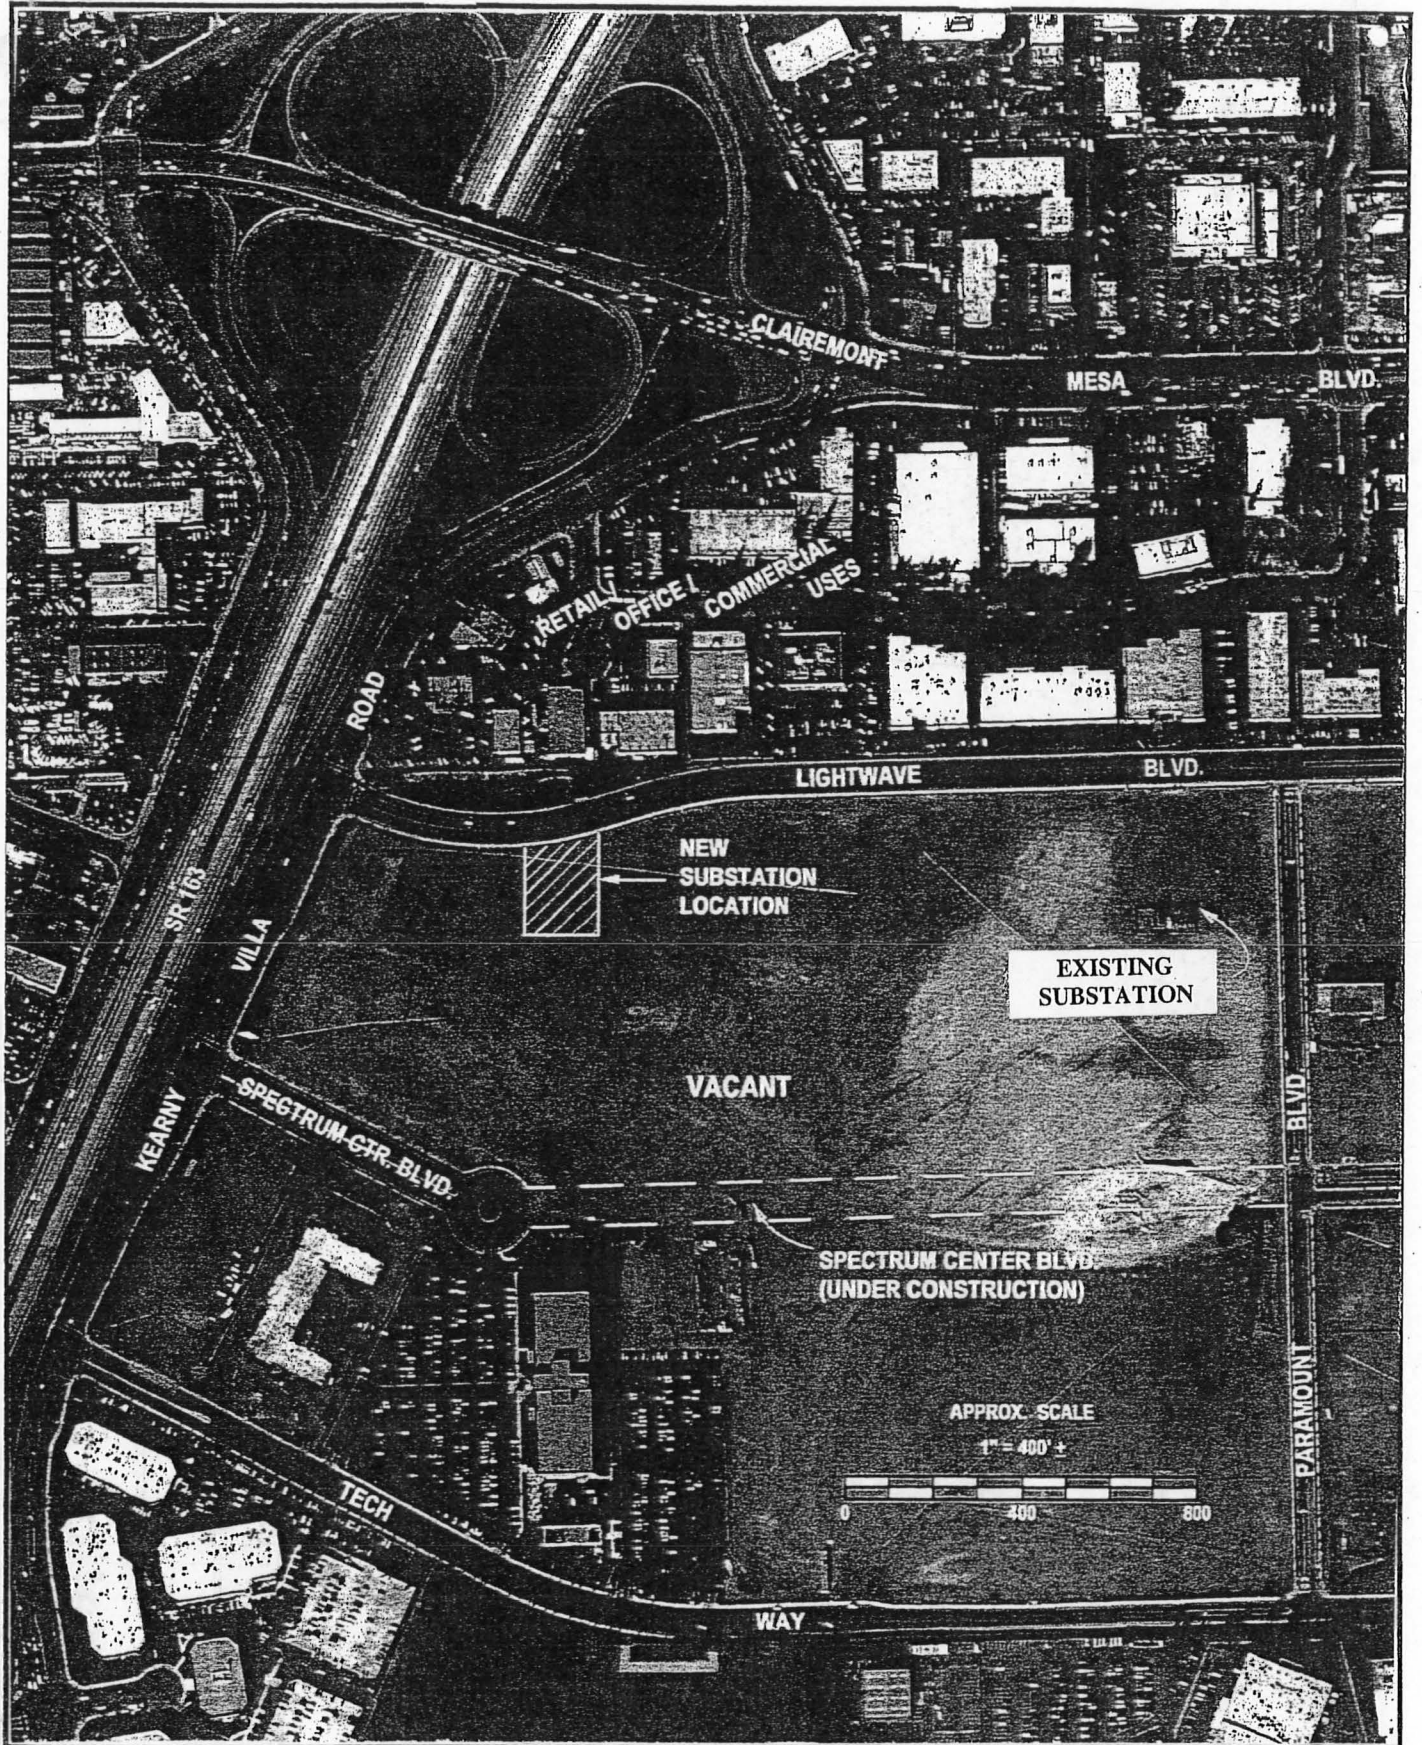 CLAIREMONT
MESA
BLVD.
RETAIL /
OFFICE /
COMMERCIAL
USES
ROAD
LIGHTWAVE
BLVD.
NEW
SUBSTATION
LOCATION
SR 163
VILLA
EXISTING
SUBSTATION
VACANT
KEARNY
SPECTRUM CTR. BLVD.
BLVD.
SPECTRUM CENTER BLVD.
(UNDER CONSTRUCTION)
PARAMOUNT
APPROX. SCALE
1" = 400' ±
0 400 800
TECH
WAY